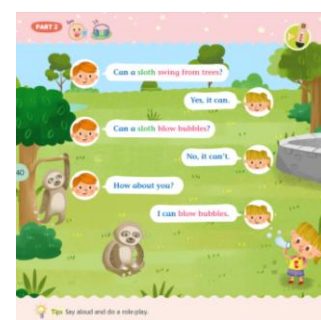 PART 2
Can a sloth swing from trees?
Yes, it can.
Can a sloth blow bubbles?
No, it can't.
40
How about you?
I can blow bubbles.
Tips Say aloud and do a role-play.